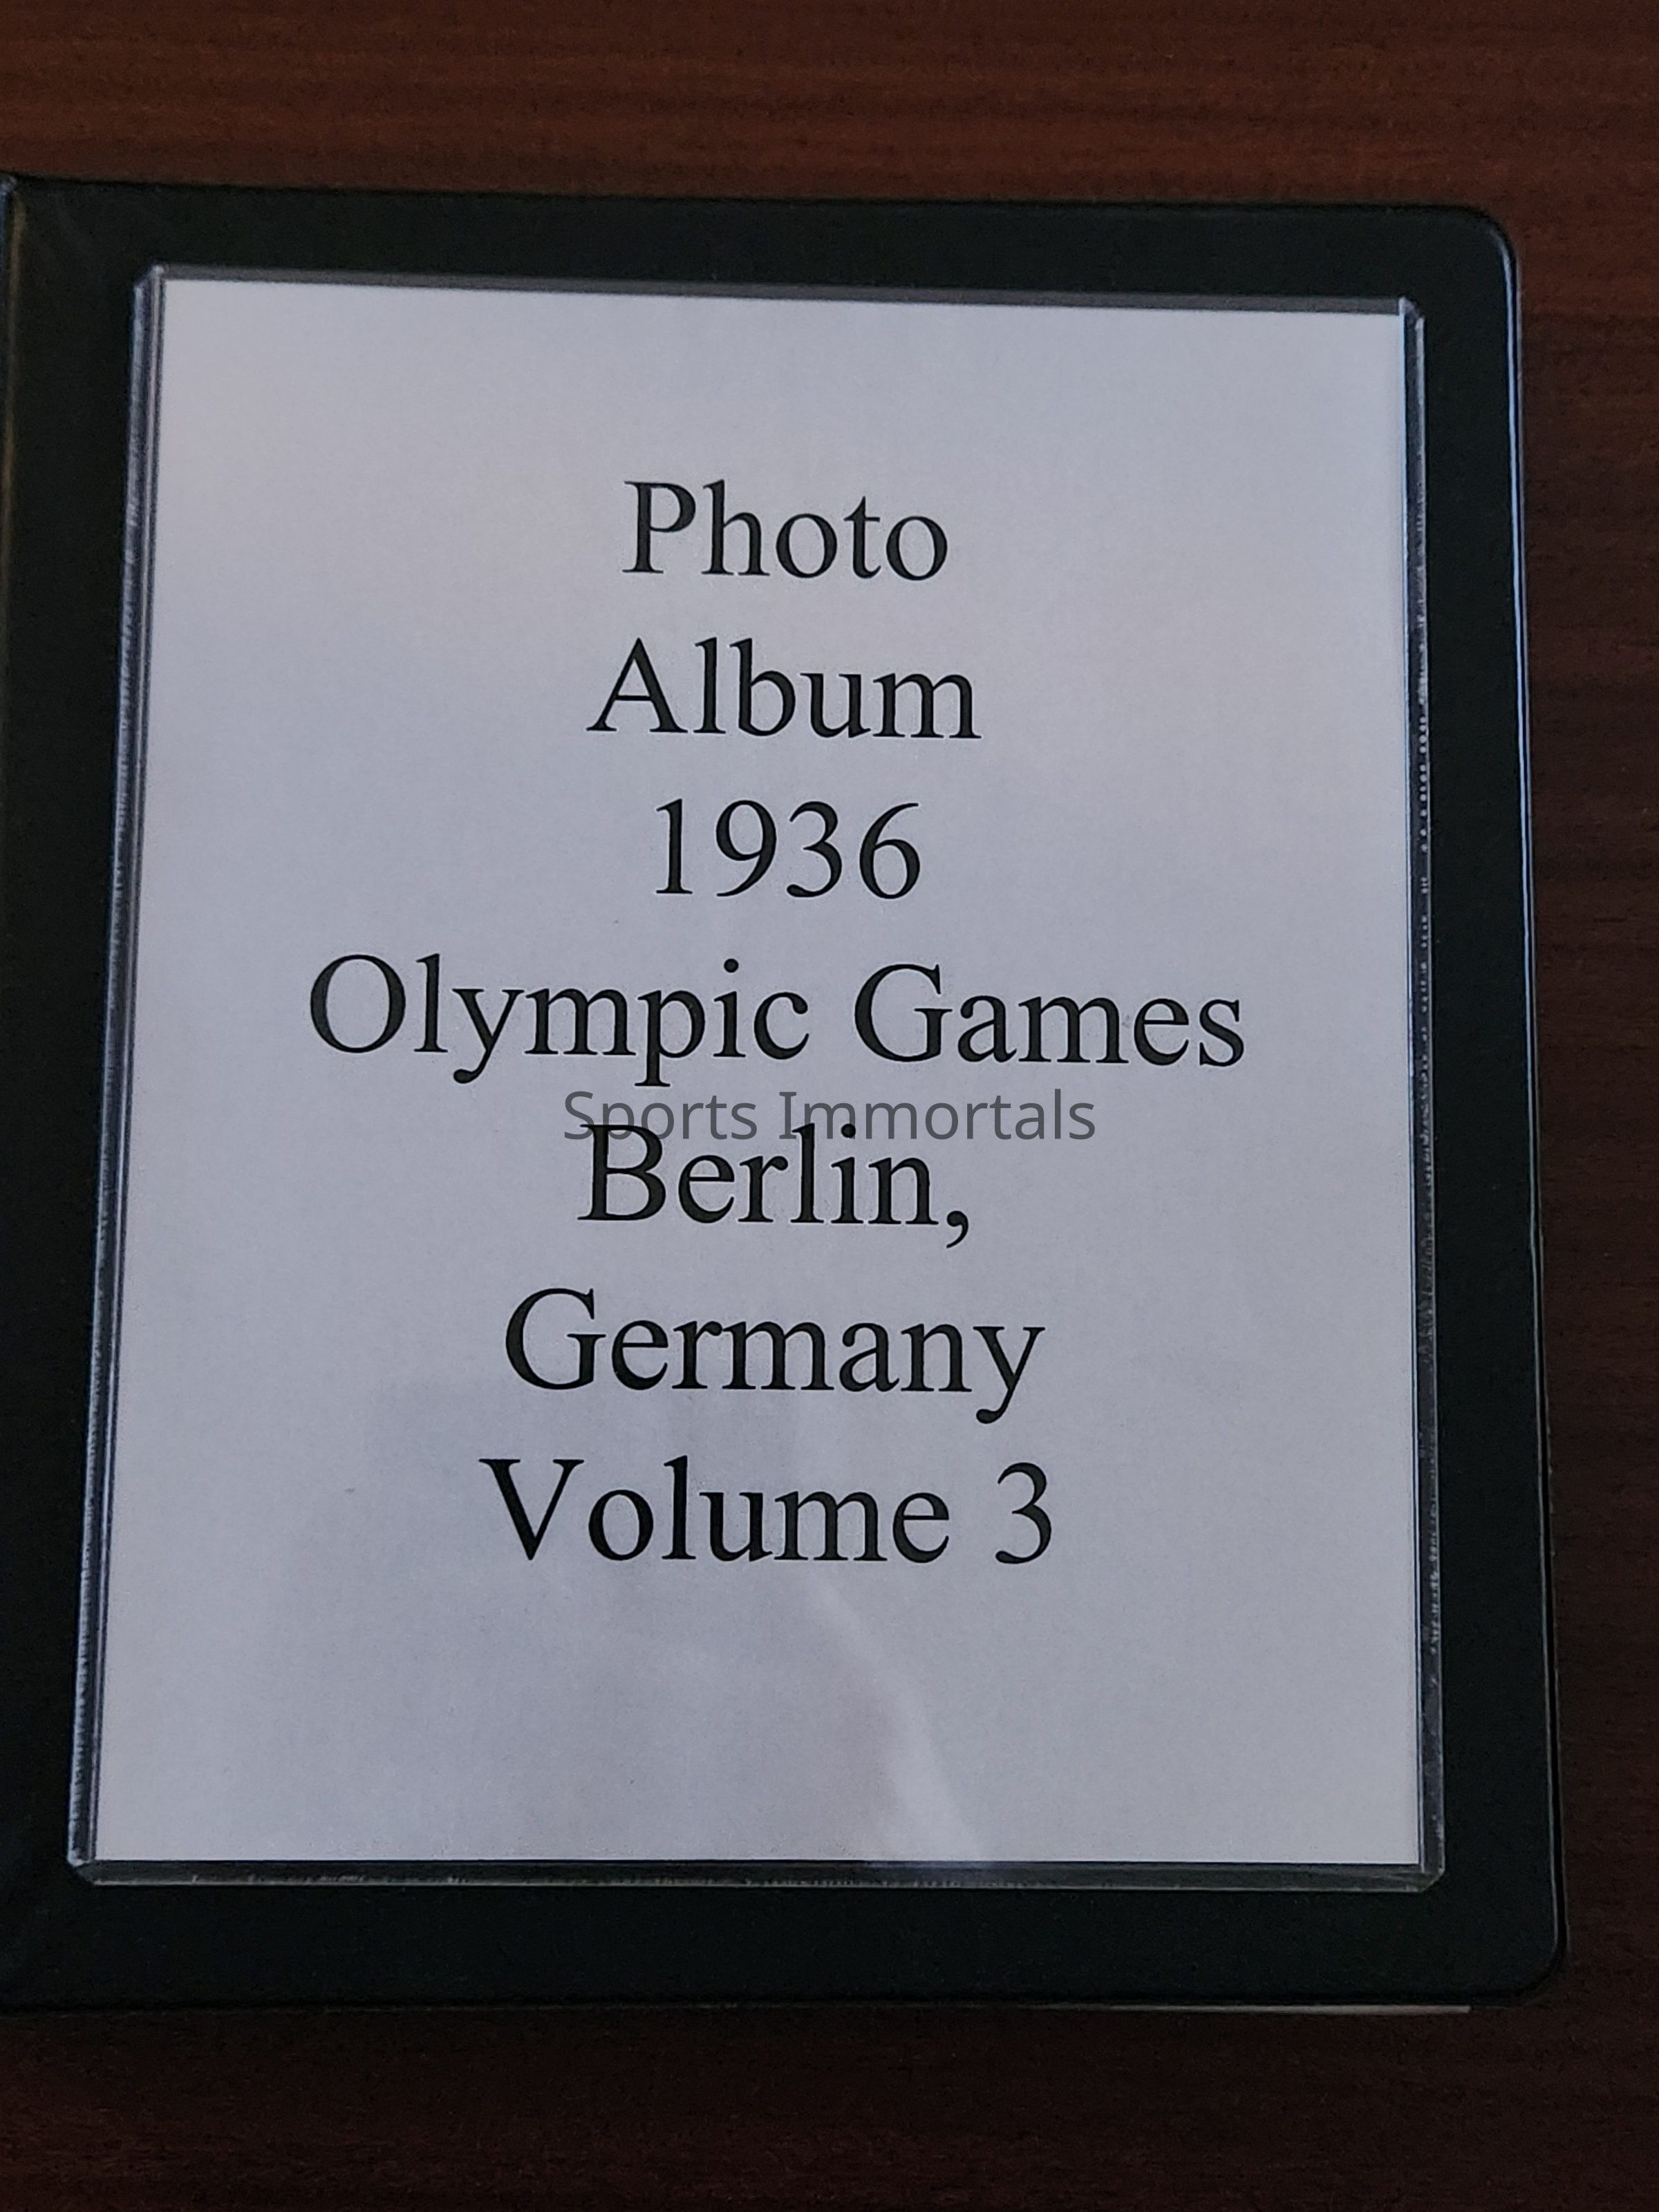 Photo
Album
1936
Olympic Games
Sports Immortals
Berlin,
Germany
Volume 3